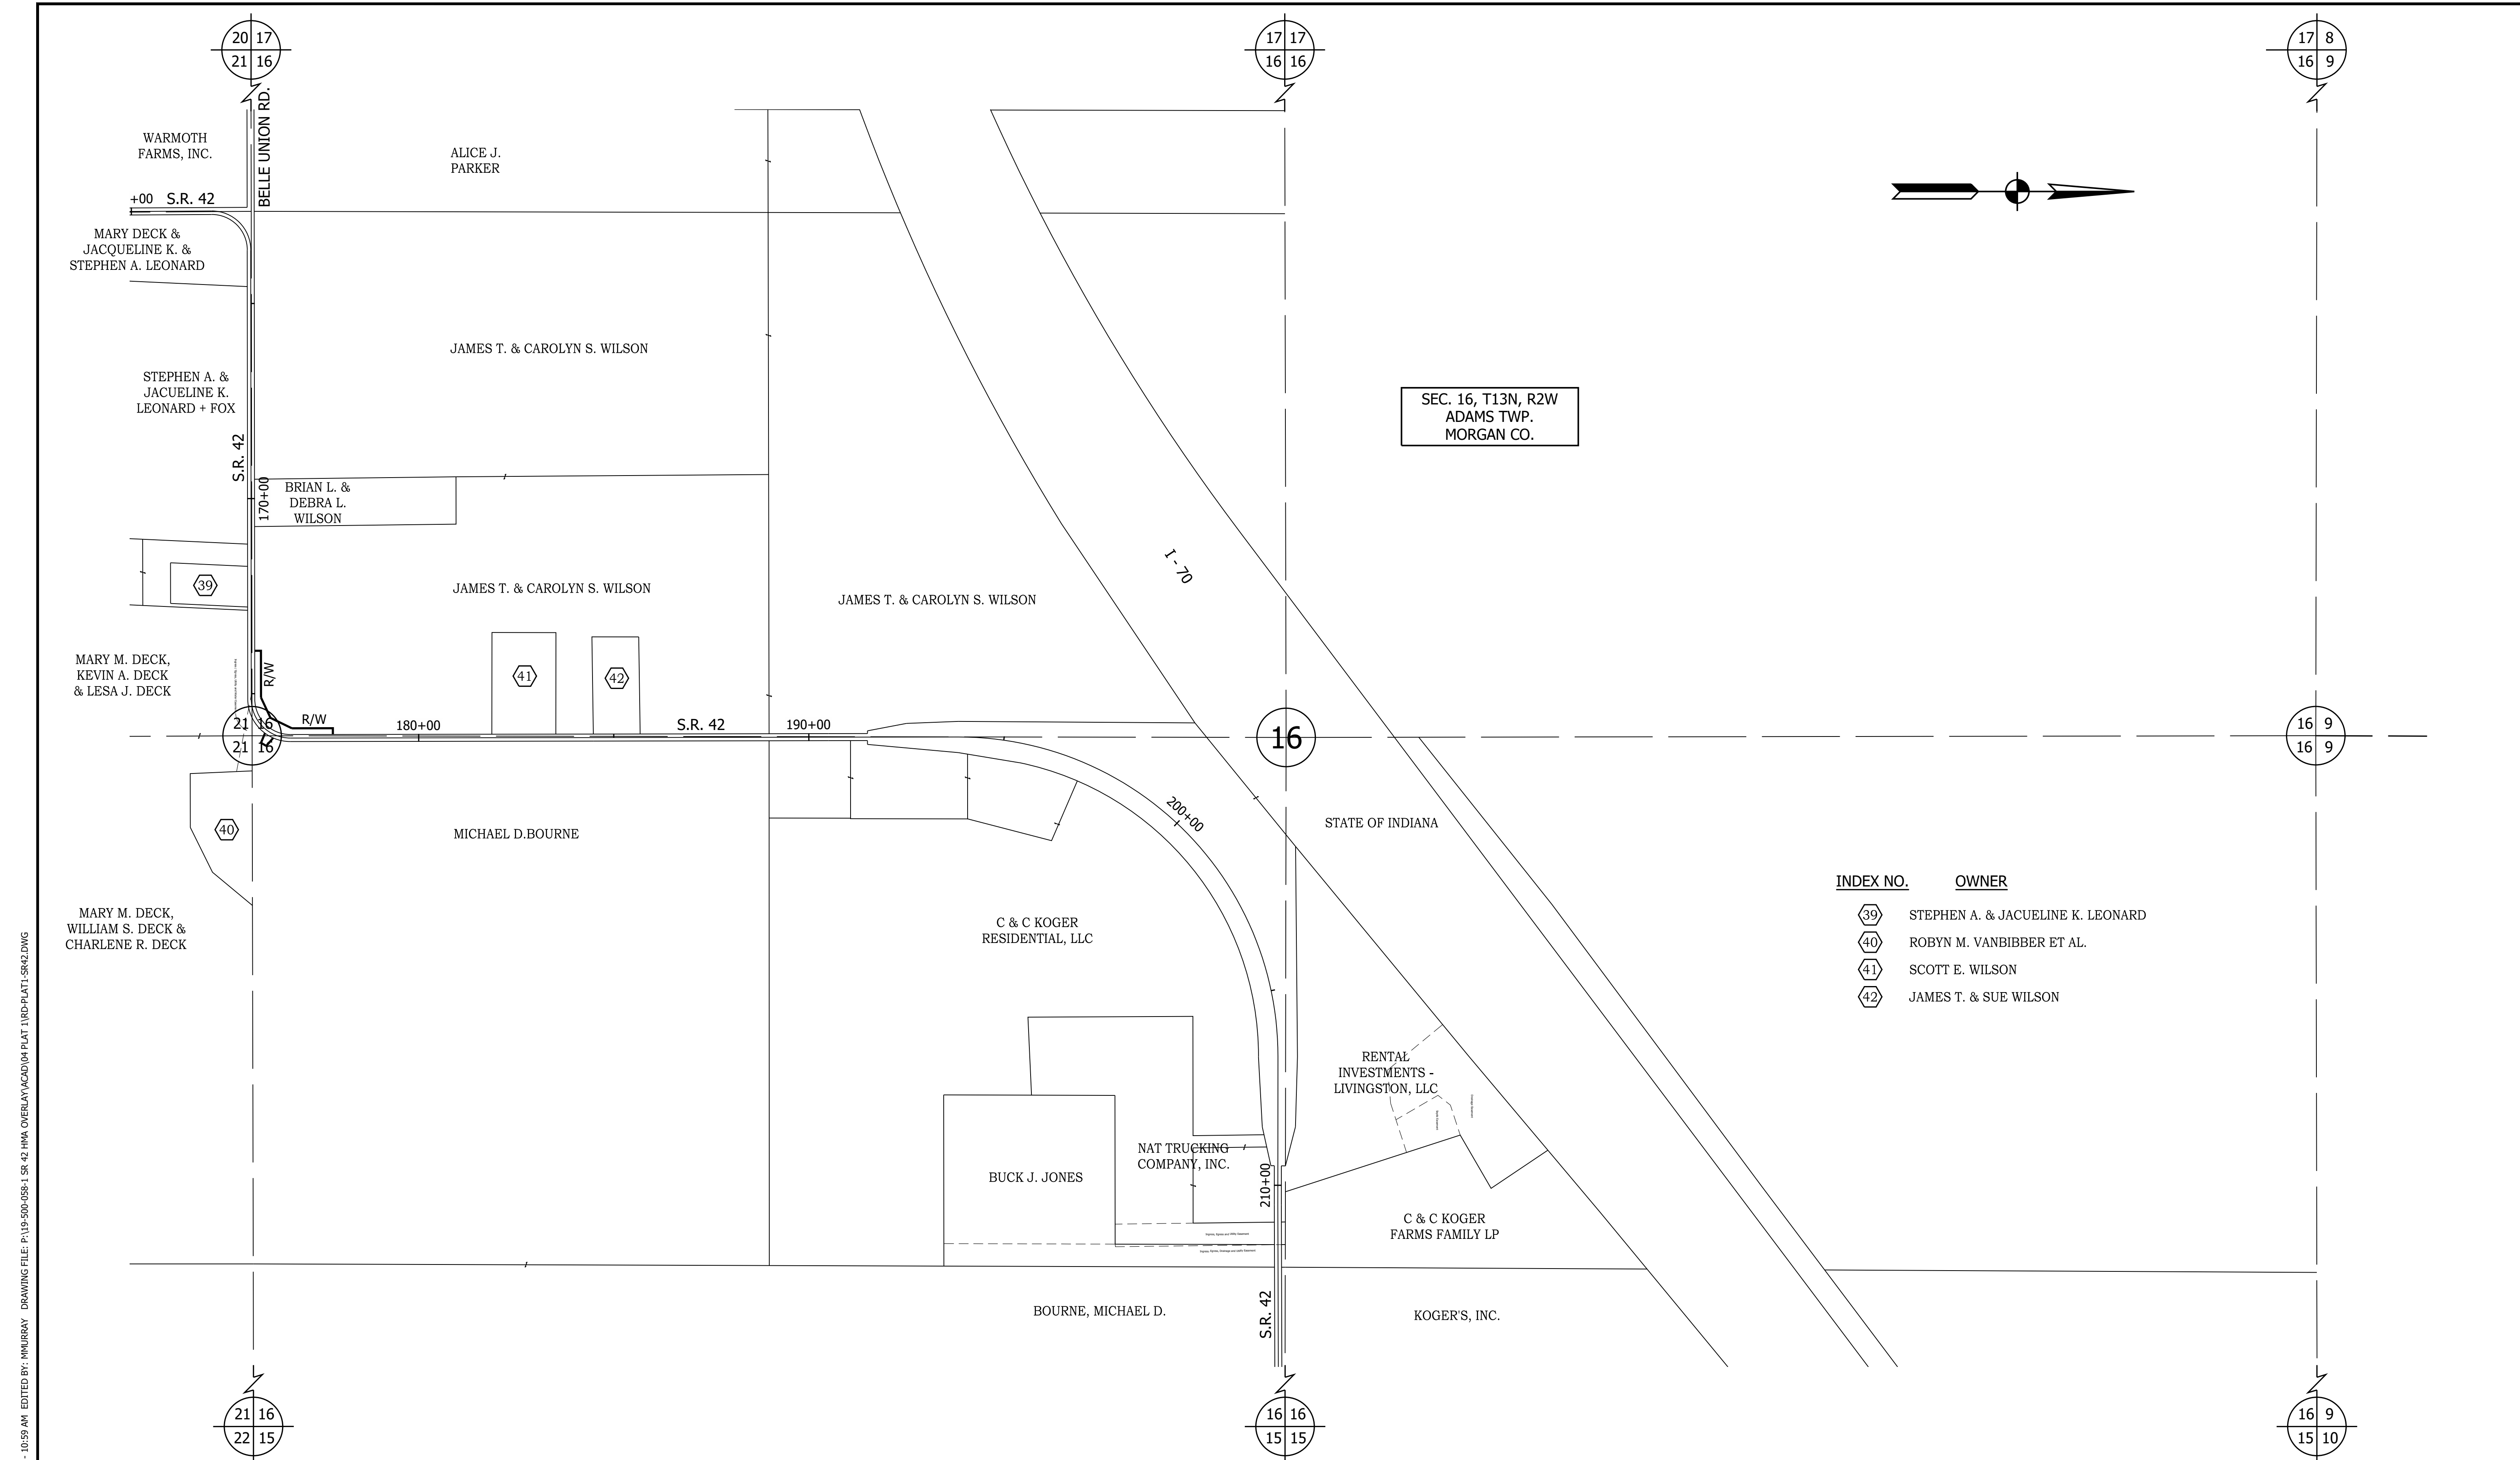 20 17
21 16
17 17
16 16
17 8
16 9
BELLE UNION RD.
WARMOTH
FARMS, INC.
ALICE J.
PARKER
+00 S.R. 42
MARY DECK &
JACQUELINE K. &
STEPHEN A. LEONARD
JAMES T. & CAROLYN S. WILSON
STEPHEN A. &
JACUELINE K.
LEONARD + FOX
SEC. 16, T13N, R2W
ADAMS TWP.
MORGAN CO.
S.R. 42
170+00
BRIAN L. &
DEBRA L.
WILSON
I - 70
39
JAMES T. & CAROLYN S. WILSON
JAMES T. & CAROLYN S. WILSON
MARY M. DECK,
KEVIN A. DECK
& LESA J. DECK
R/W
41
42
21 16
21 16
R/W
180+00
S.R. 42
190+00
16
16 9
16 9
40
MICHAEL D.BOURNE
200+00
STATE OF INDIANA
MARY M. DECK,
WILLIAM S. DECK &
CHARLENE R. DECK
C & C KOGER
RESIDENTIAL, LLC
INDEX NO. OWNER
39 STEPHEN A. & JACUELINE K. LEONARD
40 ROBYN M. VANBIBBER ET AL.
41 SCOTT E. WILSON
42 JAMES T. & SUE WILSON
RENTAL
INVESTMENTS -
LIVINGSTON, LLC
NAT TRUCKING
COMPANY, INC.
BUCK J. JONES
210+00
C & C KOGER
FARMS FAMILY LP
BOURNE, MICHAEL D.
S.R. 42
KOGER'S, INC.
21 16
22 15
16 16
15 15
16 9
15 10
- 10:59 AM EDITED BY: MMURRAY DRAWING FILE: P:\19-500-058-1 SR 42 HMA OVERLAY\ACAD\04 PLAT 1\RD-PLAT1-SR42.DWG